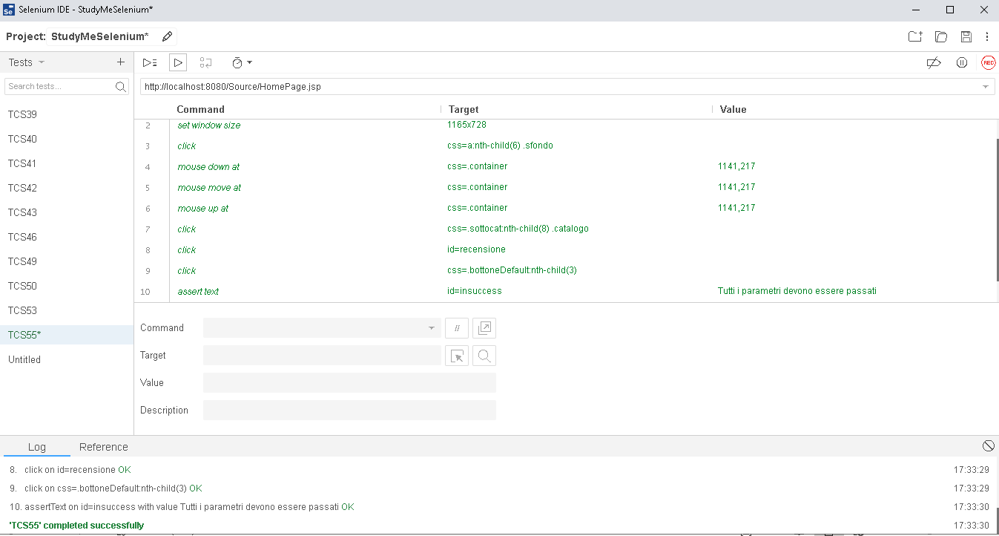 Selenium IDE - StudyMeSelenium*
Project: StudyMeSelenium*
Tests
Search tests...
TCS39
TCS40
TCS41
TCS42
TCS43
TCS46
TCS49
TCS50
TCS53
TCS55*
Untitled
REC
http://localhost:8080/Source/HomePage.jsp
Command Target Value
2 set window size 1165x728
3 click css=a:nth-child(6) .sfondo
4 mouse down at css=.container 1141,217
5 mouse move at css=.container 1141,217
6 mouse up at css=.container 1141,217
7 click css=.sottocat:nth-child(8) .catalogo
8 click id=recensione
9 click css=.bottoneDefault:nth-child(3)
10 assert text id=insuccess Tutti i parametri devono essere passati
Command //
Target
Value
Description
Log Reference
8. click on id=recensione OK 17:33:29
9. click on css=.bottoneDefault:nth-child(3) OK 17:33:29
10. assertText on id=insuccess with value Tutti i parametri devono essere passati OK 17:33:30
'TCS55' completed successfully 17:33:30